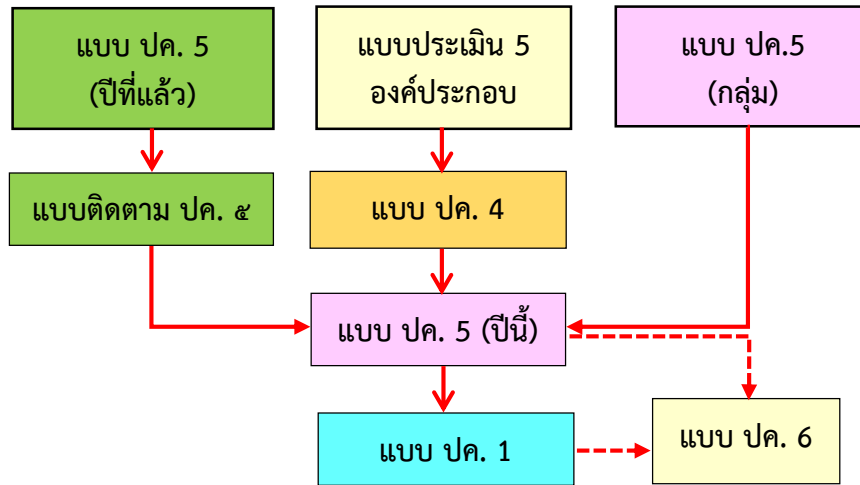 แบบ ปค. 5
(ปีที่แล้ว)
แบบประเมิน 5
องค์ประกอบ
แบบ ปค.5
(กลุ่ม)
แบบติดตาม ปค. ๕
แบบ ปค. 4
แบบ ปค. 5 (ปีนี้)
แบบ ปค. 1
แบบ ปค. 6